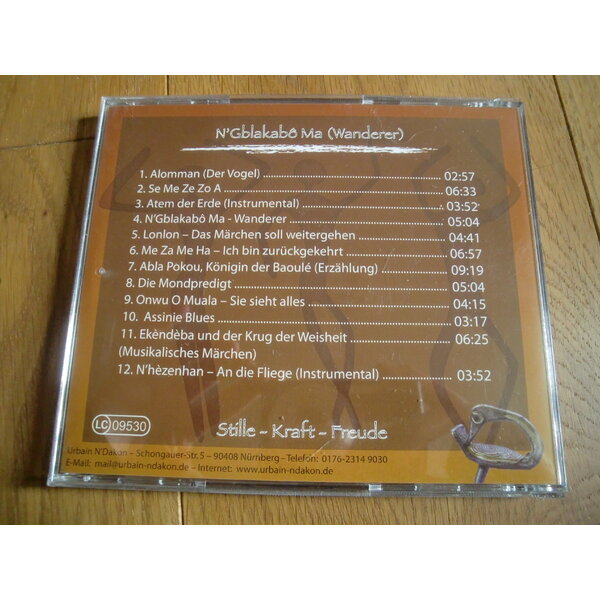 N'Gblakabô Ma (Wanderer)
1. Alomman (Der Vogel) ........ 02:57
2. Se Me Ze Zo A ........ 06:33
3. Atem der Erde (Instrumental) ........ 03:52
4. N'Gblakabô Ma - Wanderer ........ 05:04
5. Lonlon – Das Märchen soll weitergehen ........ 04:41
6. Me Za Me Ha – Ich bin zurückgekehrt ........ 06:57
7. Abla Pokou, Königin der Baoulé (Erzählung) ........ 09:19
8. Die Mondpredigt ........ 05:04
9. Onwu O Muala – Sie sieht alles ........ 04:15
10. Assinie Blues ........ 03:17
11. Ekèndèba und der Krug der Weisheit ........ 06:25
(Musikalisches Märchen)
12. N'hèzenhan – An die Fliege (Instrumental) ........ 03:52
LC 09530
Stille - Kraft - Freude
Urbain N'Dakon – Schongauer-Str. 5 – 90408 Nürnberg – Telefon: 0176-2314 9030
E-Mail: mail@urbain-ndakon.de – Internet: www.urbain-ndakon.de